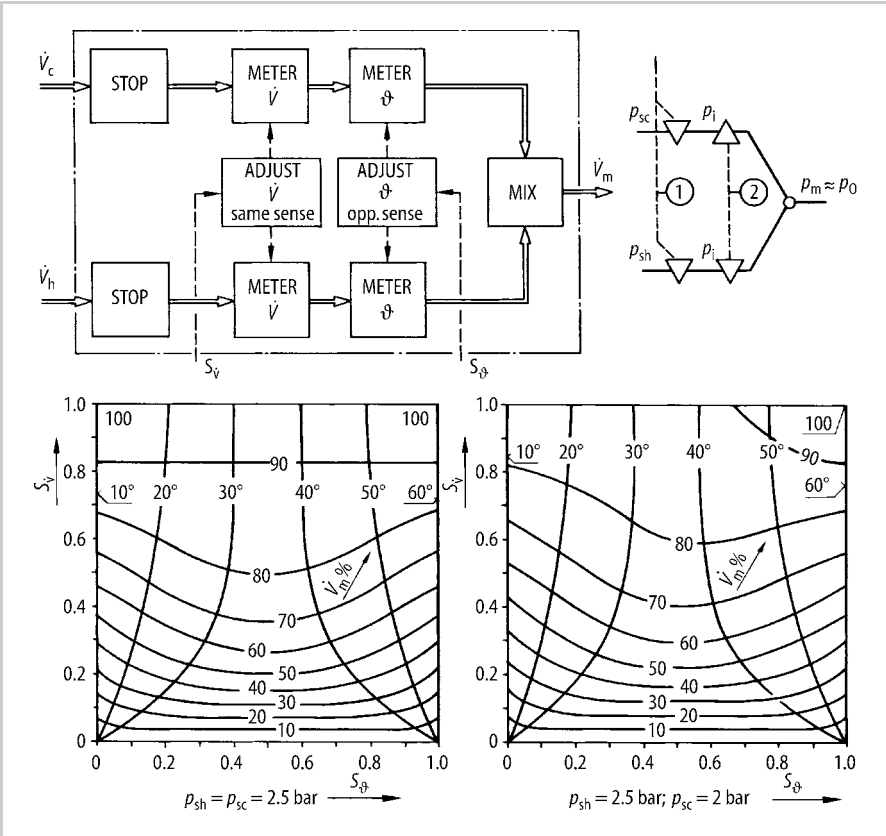 V̇c
STOP
METER
V̇
METER
ϑ
ADJUST
V̇
same sense
ADJUST
ϑ
opp. sense
MIX
V̇m
V̇h
STOP
METER
V̇
METER
ϑ
Sv̇
Sϑ
psc
pi
1
2
pm ≈ p0
psh
pi
1.0
0.8
0.6
0.4
0.2
0
Sv̇
100
100
90
10°
20°
30°
40°
50°
60°
80
V̇m %
70
60
50
40
30
20
10
0
0.2
0.4
0.6
0.8
1.0
Sϑ
psh = psc = 2.5 bar
1.0
0.8
0.6
0.4
0.2
0
Sv̇
100
10°
20°
30°
40°
50°
90
60°
80
V̇m %
70
60
50
40
30
20
10
0
0.2
0.4
0.6
0.8
1.0
Sϑ
psh = 2.5 bar; psc = 2 bar